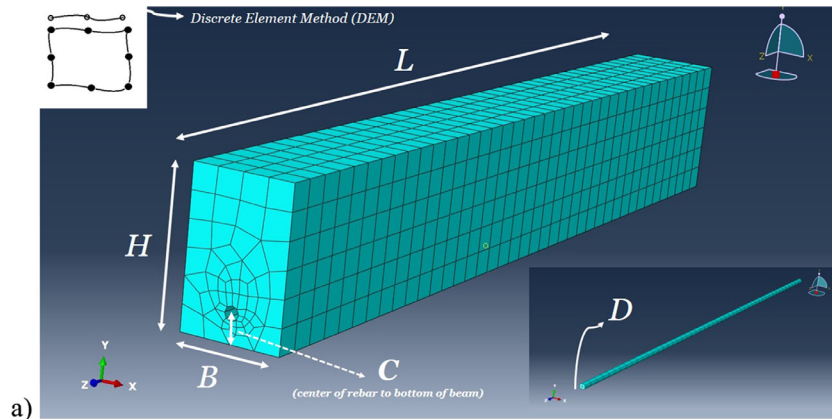 Discrete Element Method (DEM)
L
H
B
C
(center of rebar to bottom of beam)
D
Y
Z
X
Y
Z
X
a)